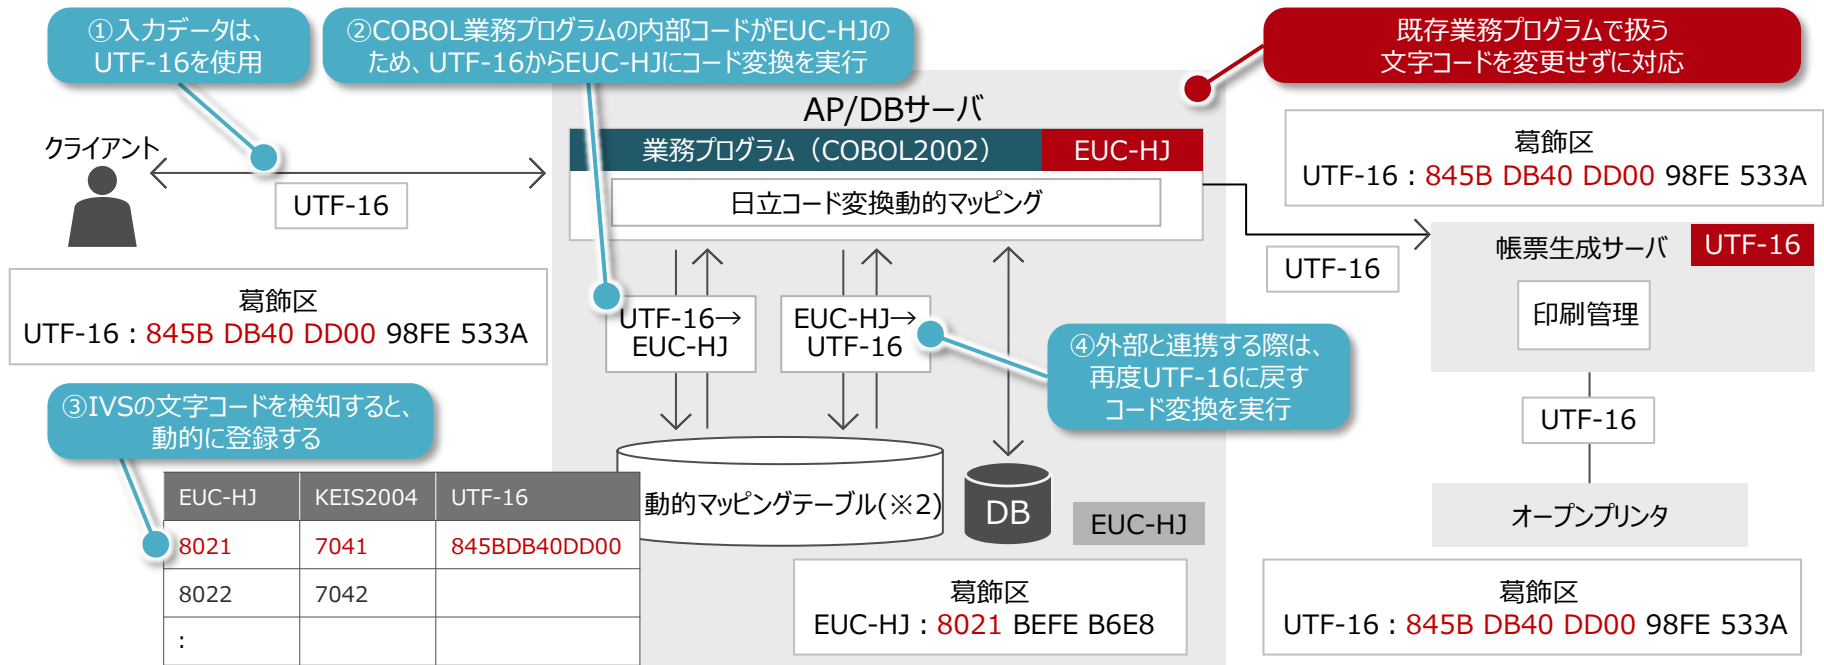 ①入力データは、
UTF-16を使用
②COBOL業務プログラムの内部コードがEUC-HJの
ため、UTF-16からEUC-HJにコード変換を実行
既存業務プログラムで扱う
文字コードを変更せずに対応
AP/DBサーバ
クライアント
業務プログラム（COBOL2002）
EUC-HJ
日立コード変換動的マッピング
UTF-16
葛飾区
UTF-16：845B DB40 DD00 98FE 533A
葛飾区
UTF-16：845B DB40 DD00 98FE 533A
UTF-16
帳票生成サーバ
UTF-16
印刷管理
UTF-16→
EUC-HJ
EUC-HJ→
UTF-16
④外部と連携する際は、
再度UTF-16に戻す
コード変換を実行
③IVSの文字コードを検知すると、
動的に登録する
UTF-16
EUC-HJ KEIS2004 UTF-16
8021 7041 845BDB40DD00
8022 7042
:
動的マッピングテーブル(※2)
DB
EUC-HJ
オープンプリンタ
葛飾区
EUC-HJ：8021 BEFE B6E8
葛飾区
UTF-16：845B DB40 DD00 98FE 533A